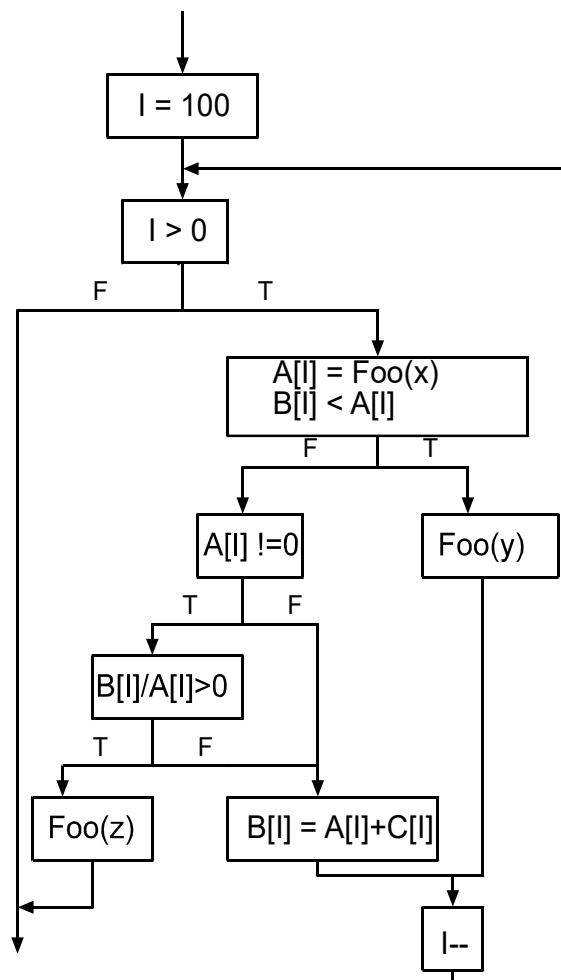 I = 100
I > 0
F T
A[I] = Foo(x)
B[I] < A[I]
F T
A[I] !=0
Foo(y)
T F
B[I]/A[I]>0
T F
Foo(z)
B[I] = A[I]+C[I]
I--